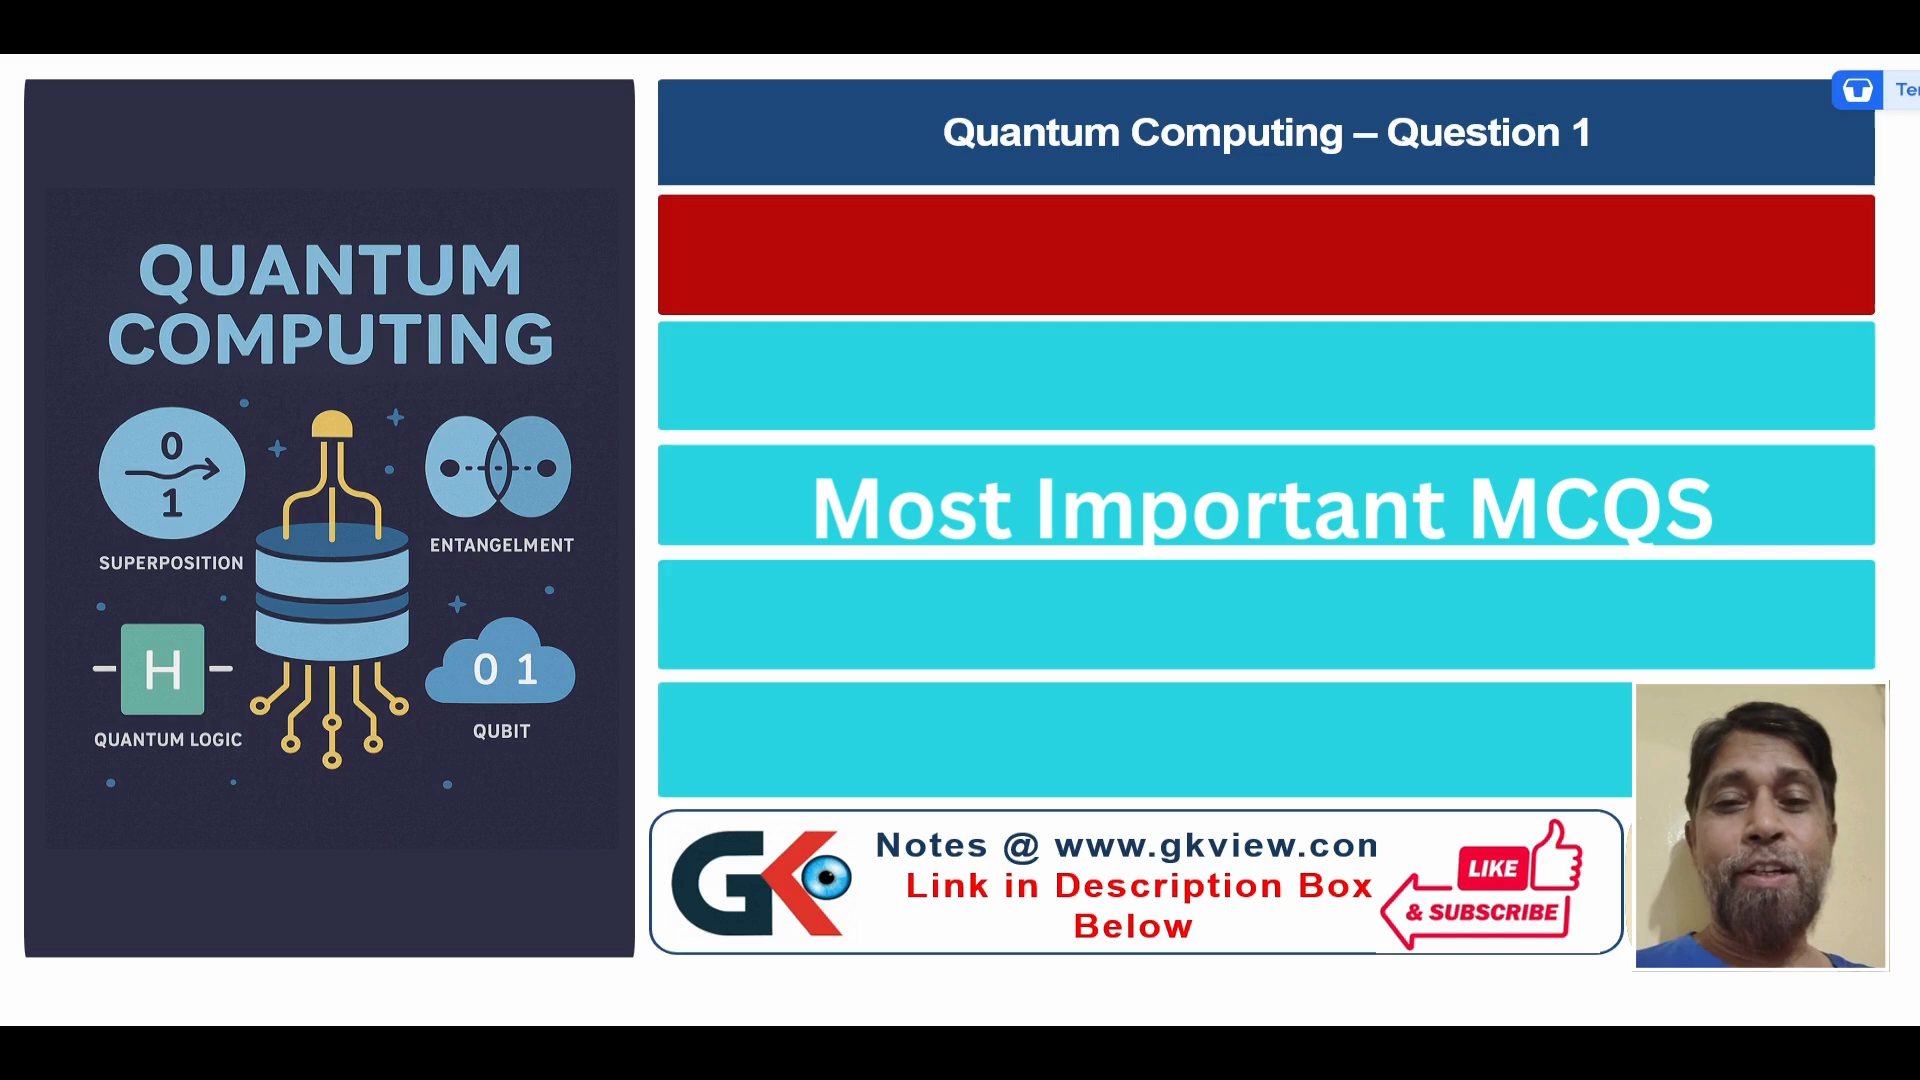 QUANTUM
COMPUTING
0
1
SUPERPOSITION
ENTANGELMENT
H
QUANTUM LOGIC
0 1
QUBIT
Quantum Computing – Question 1
Most Important MCQS
GK
Notes @ www.gkview.con
Link in Description Box
Below
LIKE
& SUBSCRIBE